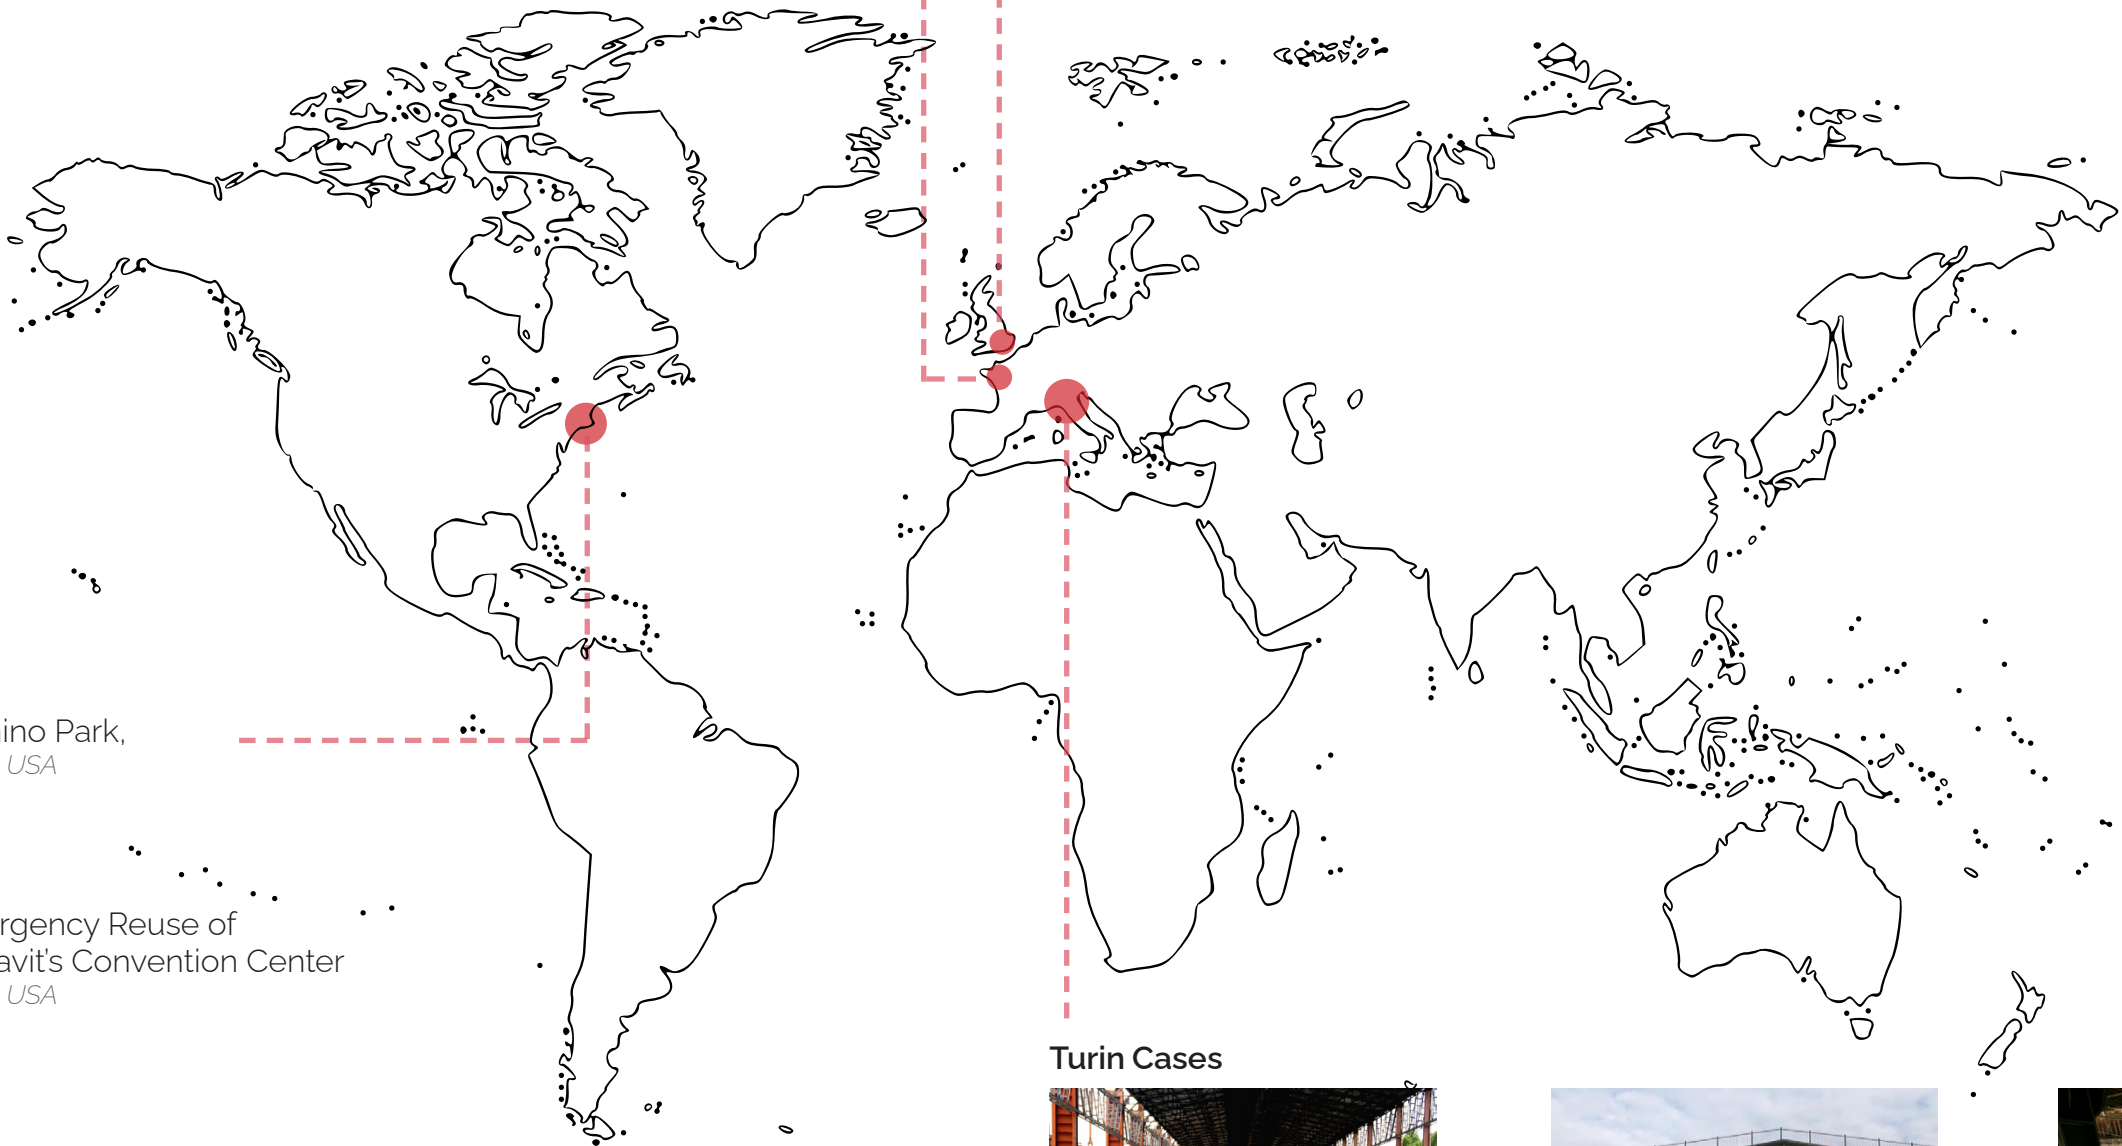 ino Park,
USA
rgency Reuse of
avit's Convention Center
USA
Turin Cases